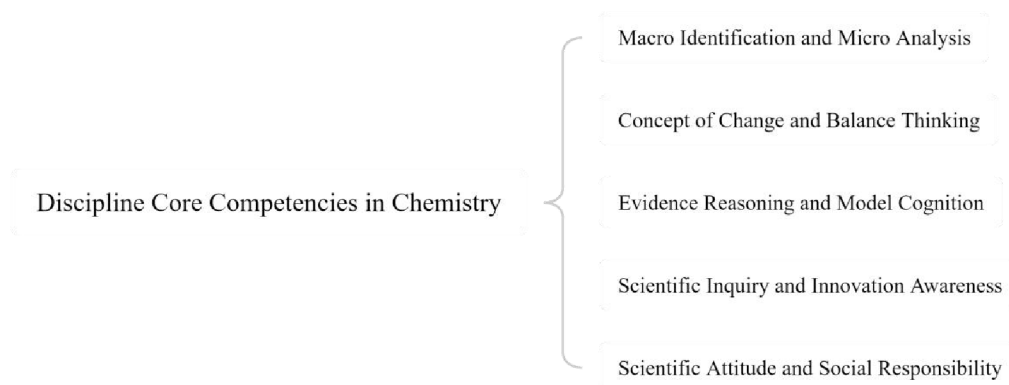 Discipline Core Competencies in Chemistry
Macro Identification and Micro Analysis
Concept of Change and Balance Thinking
Evidence Reasoning and Model Cognition
Scientific Inquiry and Innovation Awareness
Scientific Attitude and Social Responsibility